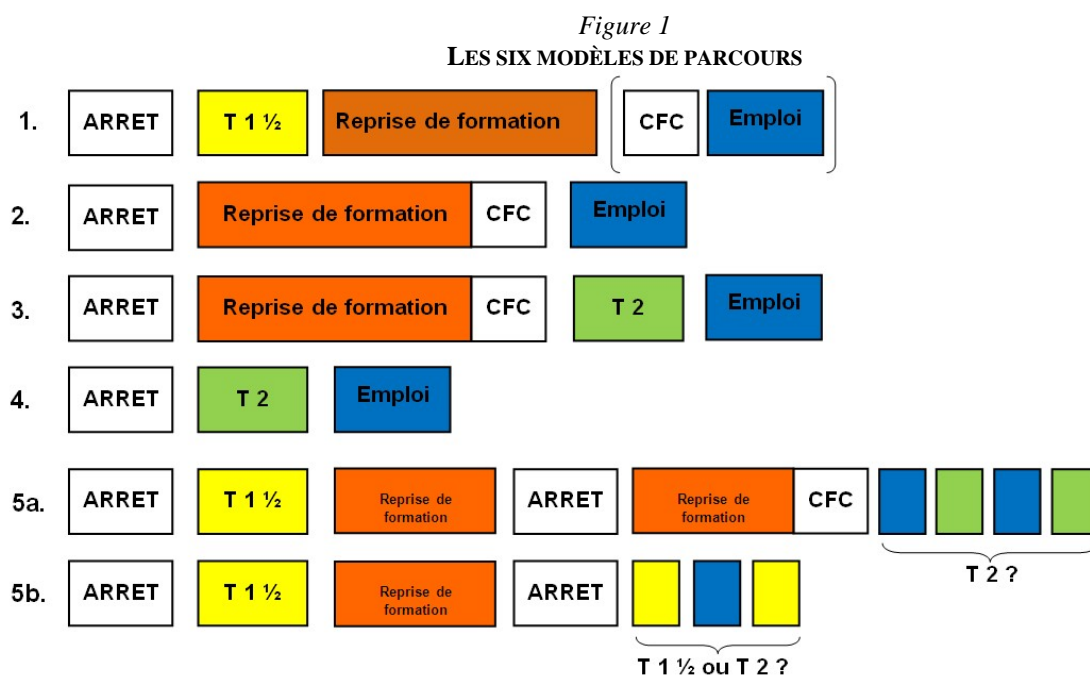 Figure 1
LES SIX MODÈLES DE PARCOURS
1. ARRET T 1 ½ Reprise de formation CFC Emploi
2. ARRET Reprise de formation CFC Emploi
3. ARRET Reprise de formation CFC T 2 Emploi
4. ARRET T 2 Emploi
5a. ARRET T 1 ½ Reprise de formation ARRET Reprise de formation CFC
T 2 ?
5b. ARRET T 1 ½ Reprise de formation ARRET
T 1 ½ ou T 2 ?